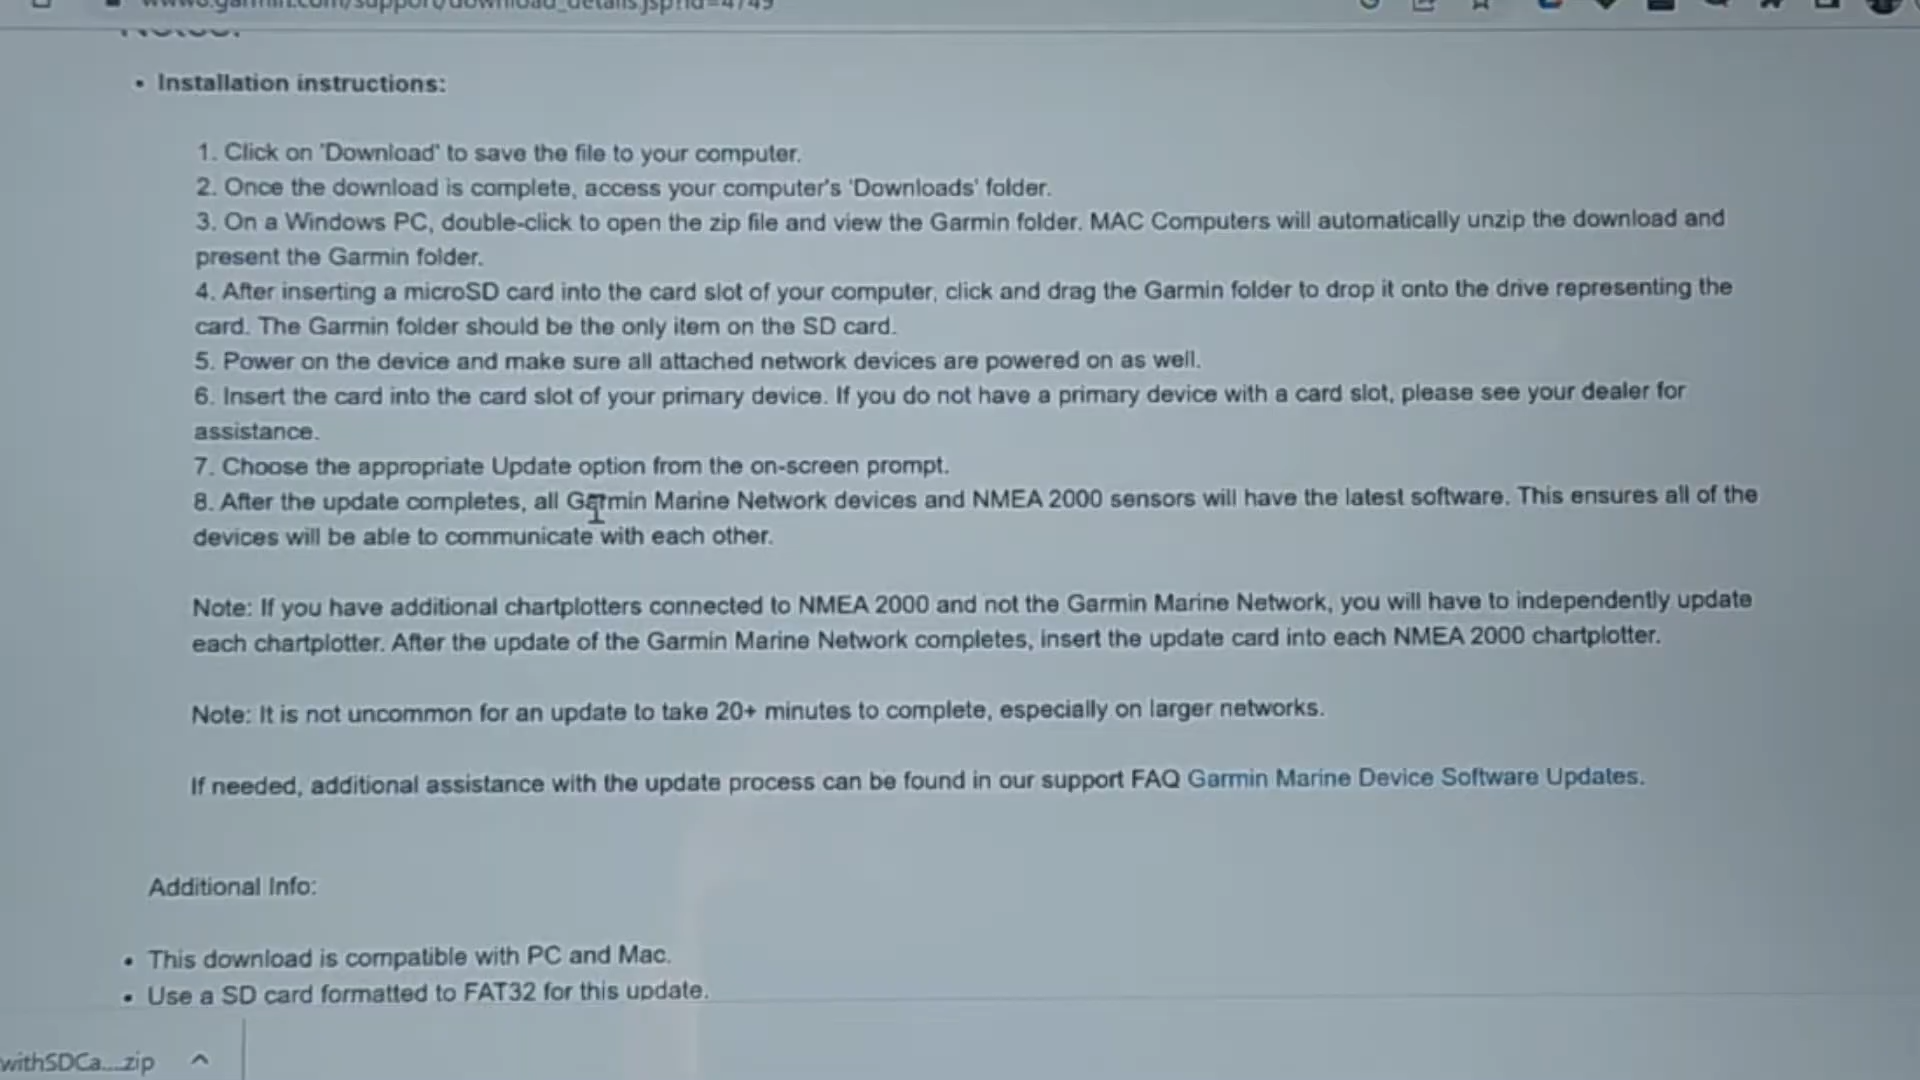 www8.garmin.com/support/download_details.jsp?id=4749
Notes:
• Installation instructions:
1. Click on 'Download' to save the file to your computer.
2. Once the download is complete, access your computer's 'Downloads' folder.
3. On a Windows PC, double-click to open the zip file and view the Garmin folder. MAC Computers will automatically unzip the download and
present the Garmin folder.
4. After inserting a microSD card into the card slot of your computer, click and drag the Garmin folder to drop it onto the drive representing the
card. The Garmin folder should be the only item on the SD card.
5. Power on the device and make sure all attached network devices are powered on as well.
6. Insert the card into the card slot of your primary device. If you do not have a primary device with a card slot, please see your dealer for
assistance.
7. Choose the appropriate Update option from the on-screen prompt.
8. After the update completes, all Garmin Marine Network devices and NMEA 2000 sensors will have the latest software. This ensures all of the
devices will be able to communicate with each other.
Note: If you have additional chartplotters connected to NMEA 2000 and not the Garmin Marine Network, you will have to independently update
each chartplotter. After the update of the Garmin Marine Network completes, insert the update card into each NMEA 2000 chartplotter.
Note: It is not uncommon for an update to take 20+ minutes to complete, especially on larger networks.
If needed, additional assistance with the update process can be found in our support FAQ Garmin Marine Device Software Updates.
Additional Info:
• This download is compatible with PC and Mac.
• Use a SD card formatted to FAT32 for this update.
withSDCa....zip